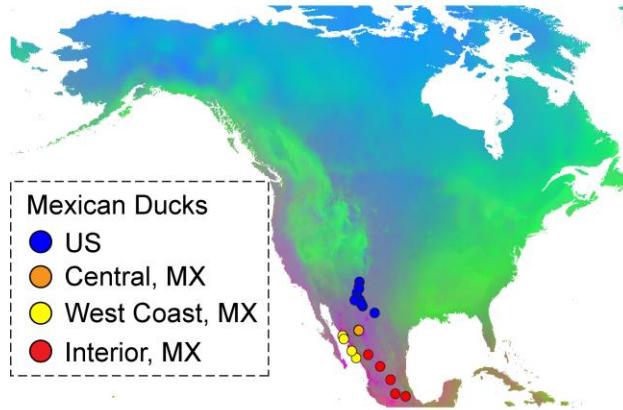 Mexican Ducks
US
Central, MX
West Coast, MX
Interior, MX